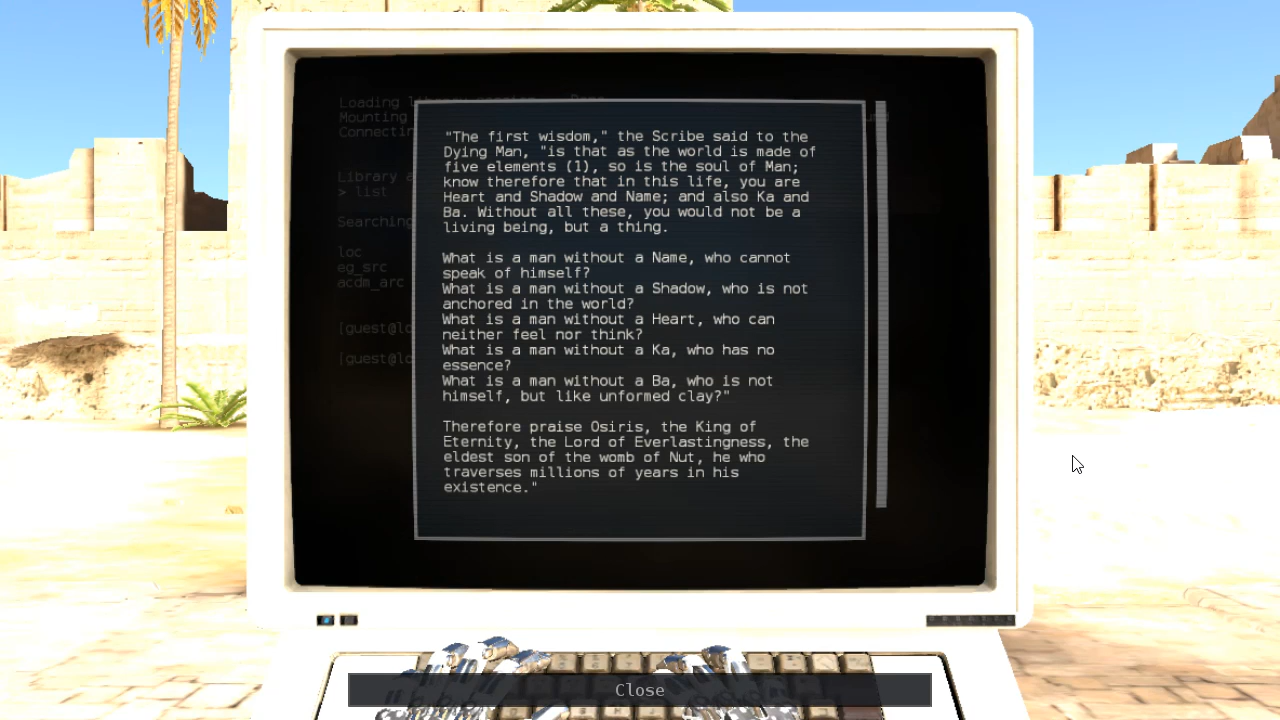 Loading
Mounting
Connectin
Library a
> list
Searching
loc
eg_src
acdm_arc
[guest@lo
[guest@lo
"The first wisdom," the Scribe said to the
Dying Man, "is that as the world is made of
five elements (1), so is the soul of Man;
know therefore that in this life, you are
Heart and Shadow and Name; and also Ka and
Ba. Without all these, you would not be a
living being, but a thing.
What is a man without a Name, who cannot
speak of himself?
What is a man without a Shadow, who is not
anchored in the world?
What is a man without a Heart, who can
neither feel nor think?
What is a man without a Ka, who has no
essence?
What is a man without a Ba, who is not
himself, but like unformed clay?"
Therefore praise Osiris, the King of
Eternity, the Lord of Everlastingness, the
eldest son of the womb of Nut, he who
traverses millions of years in his
existence."
Close